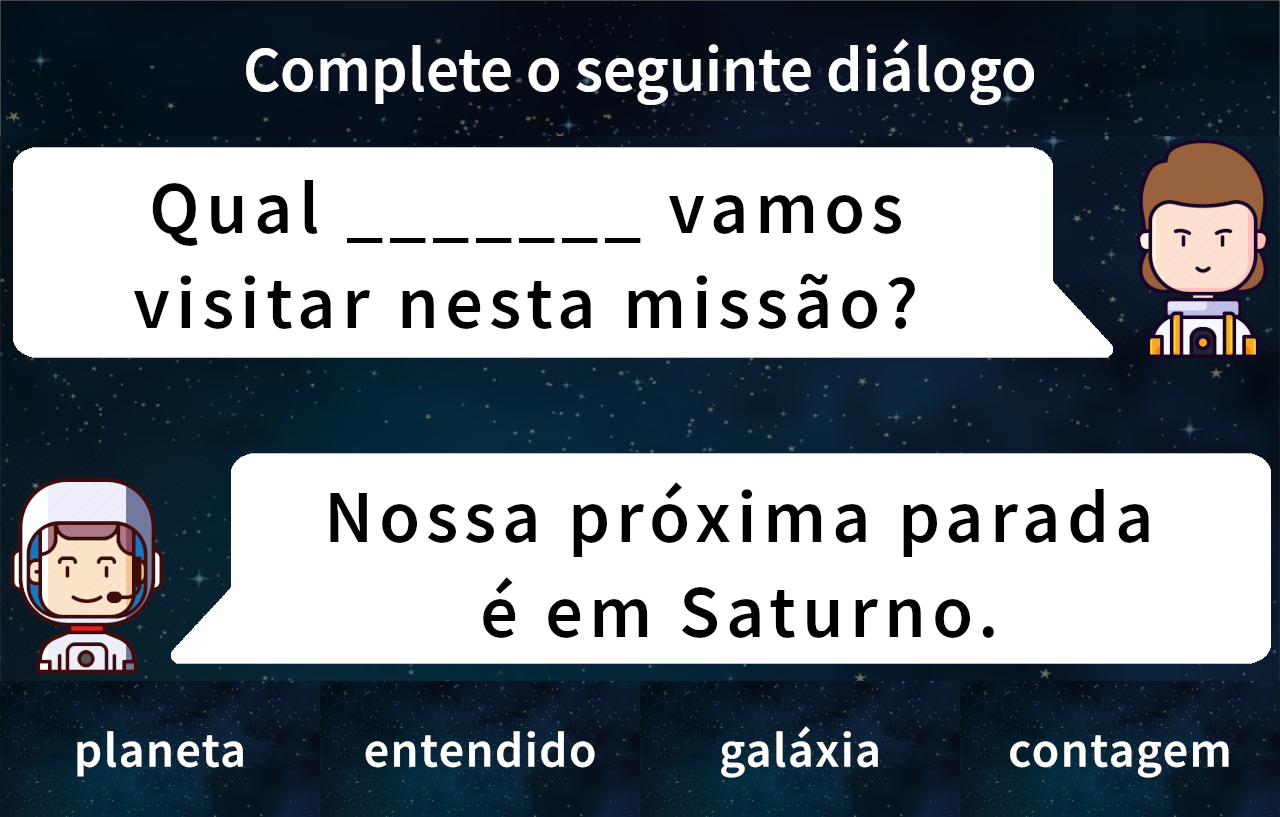 Complete o seguinte diálogo
Qual _______ vamos
visitar nesta missão?
Nossa próxima parada
é em Saturno.
planeta
entendido
galáxia
contagem